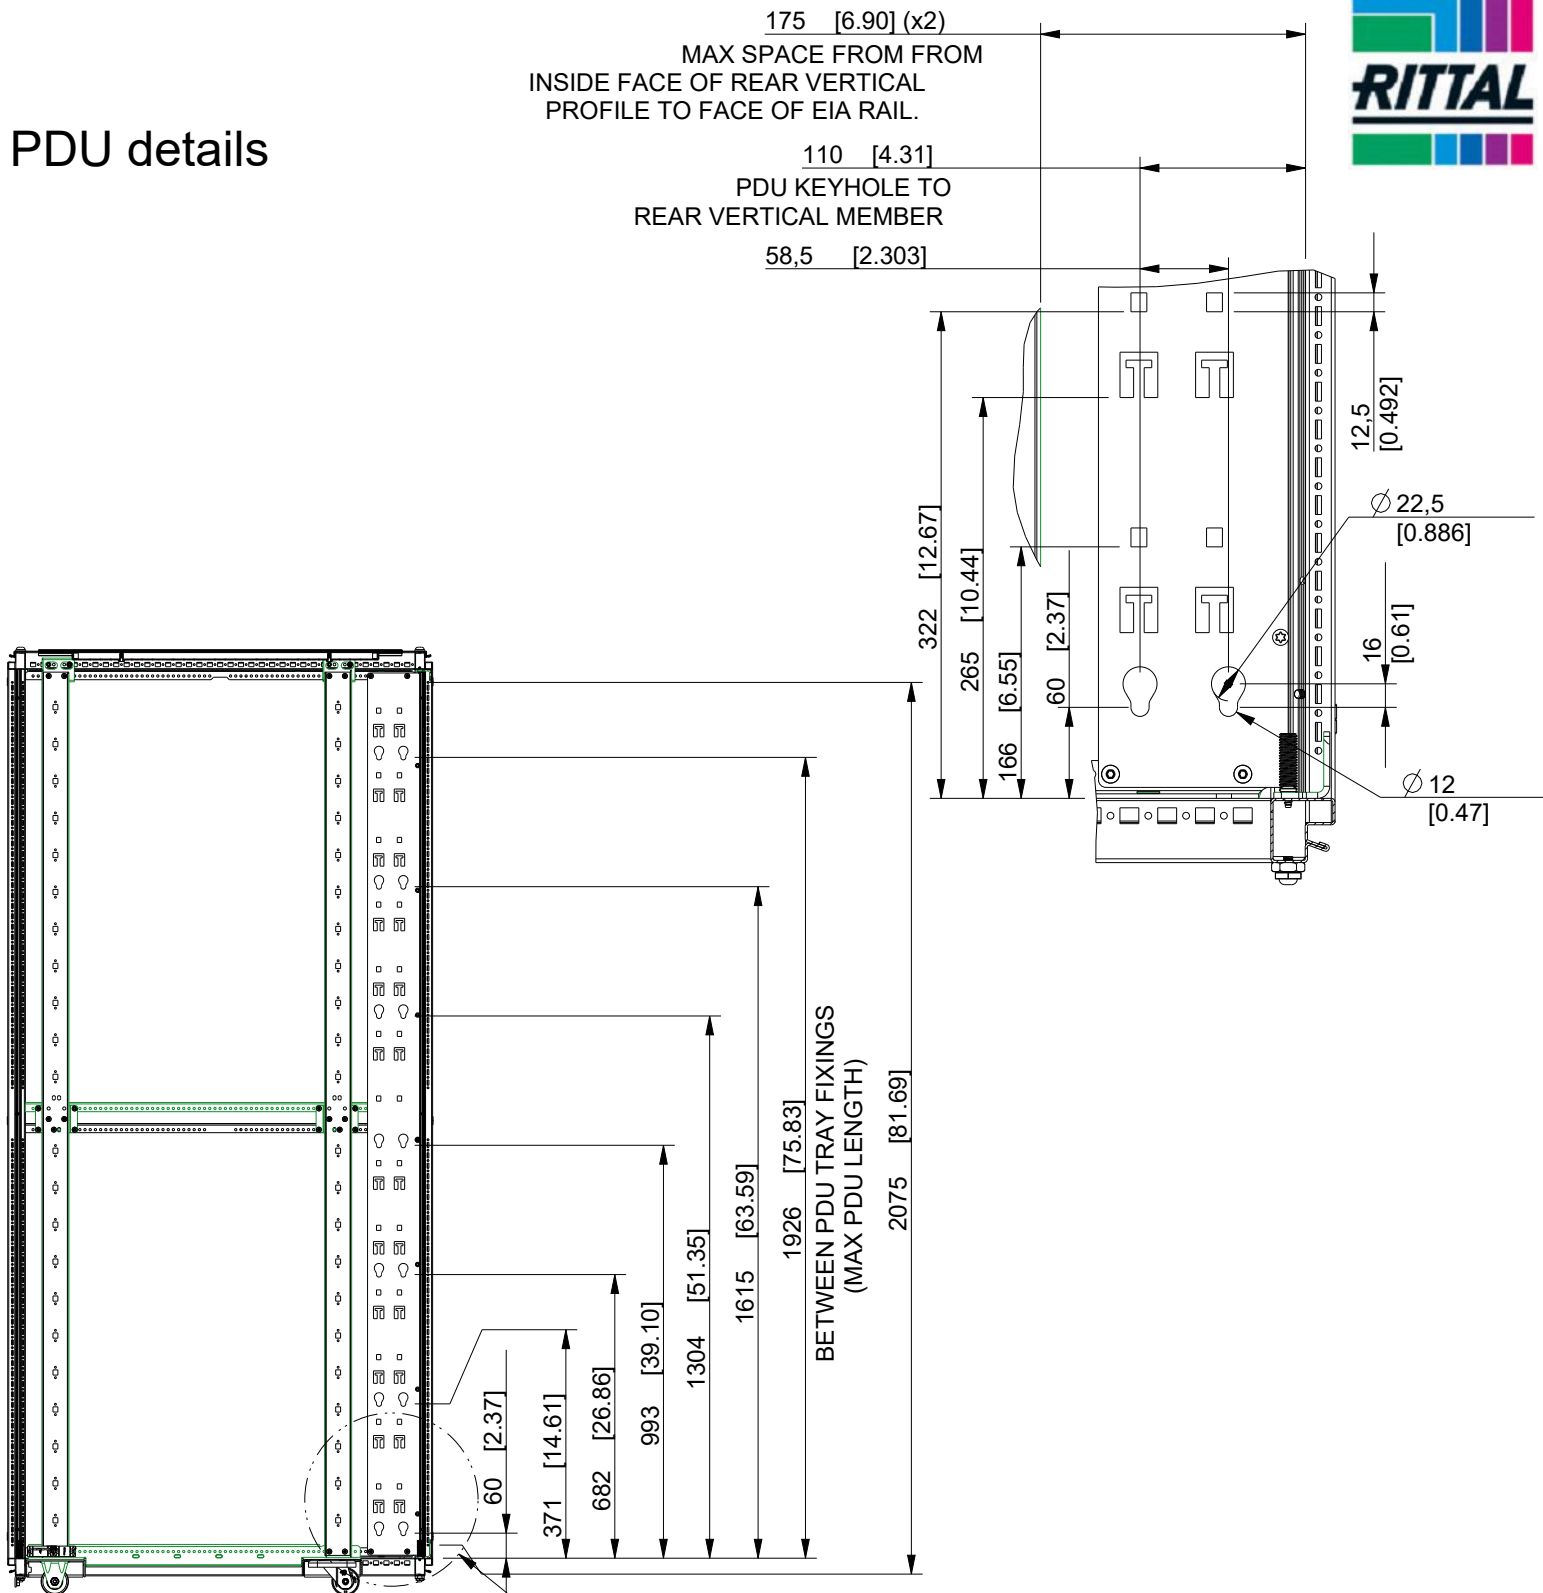 175 [6.90] (x2)
MAX SPACE FROM FROM
INSIDE FACE OF REAR VERTICAL
PROFILE TO FACE OF EIA RAIL.
RITTAL
PDU details
110 [4.31]
PDU KEYHOLE TO
REAR VERTICAL MEMBER
58,5 [2.303]
12,5
[0.492]
22,5
[0.886]
322 [12.67]
265 [10.44]
166 [6.55]
60 [2.37]
16
[0.61]
12
[0.47]
60 [2.37]
371 [14.61]
682 [26.86]
993 [39.10]
1304 [51.35]
1615 [63.59]
1926 [75.83]
BETWEEN PDU TRAY FIXINGS
(MAX PDU LENGTH)
2075 [81.69]